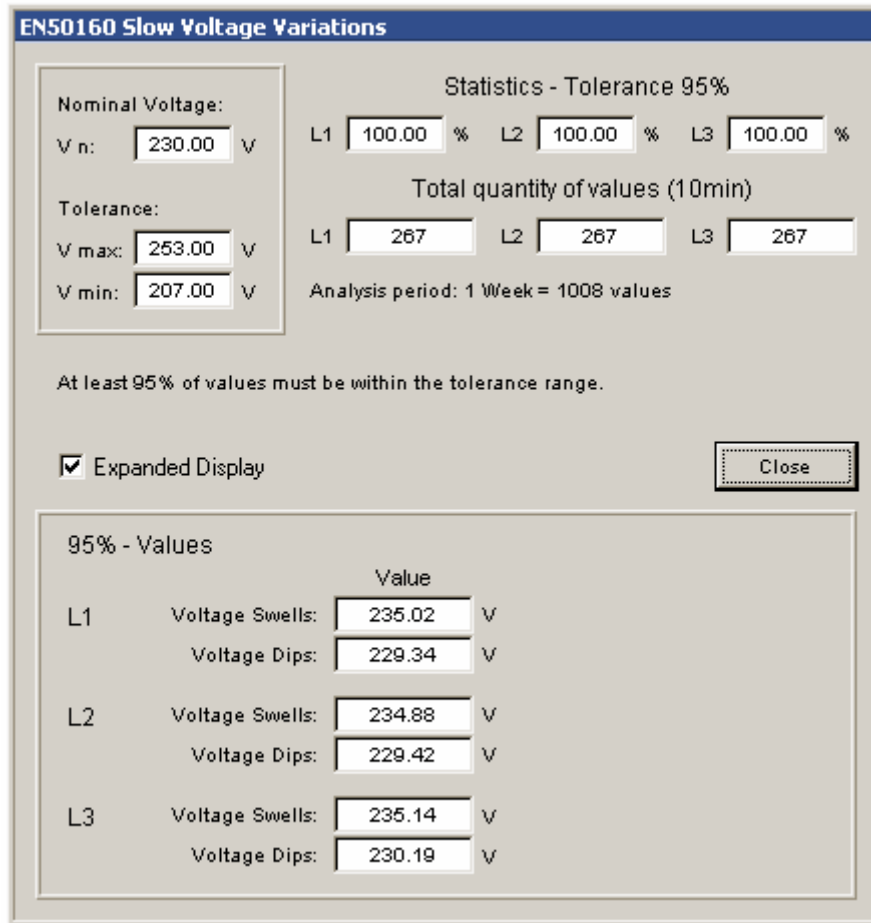 EN50160 Slow Voltage Variations
Nominal Voltage:
V n: 230.00 V
Tolerance:
V max: 253.00 V
V min: 207.00 V
Statistics - Tolerance 95%
L1 100.00 % L2 100.00 % L3 100.00 %
Total quantity of values (10min)
L1 267 L2 267 L3 267
Analysis period: 1 Week = 1008 values
At least 95% of values must be within the tolerance range.
Expanded Display
Close
95% - Values
Value
L1 Voltage Swells: 235.02 V
Voltage Dips: 229.34 V
L2 Voltage Swells: 234.88 V
Voltage Dips: 229.42 V
L3 Voltage Swells: 235.14 V
Voltage Dips: 230.19 V